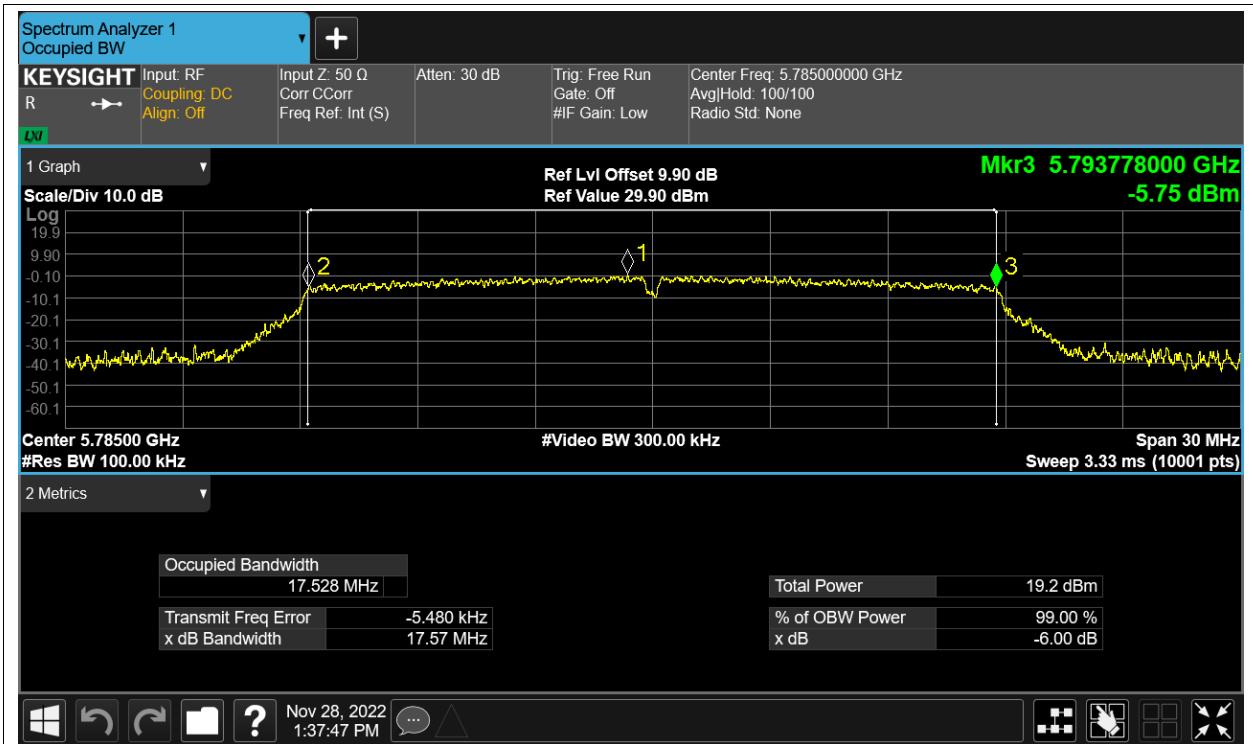 Spectrum Analyzer 1
Occupied BW
KEYSIGHT
R
LXI
Input: RF
Coupling: DC
Align: Off
Input Z: 50 Ω
Corr CCorr
Freq Ref: Int (S)
Atten: 30 dB
Trig: Free Run
Gate: Off
#IF Gain: Low
Center Freq: 5.785000000 GHz
Avg|Hold: 100/100
Radio Std: None
1 Graph
Scale/Div 10.0 dB
Ref Lvl Offset 9.90 dB
Ref Value 29.90 dBm
Mkr3 5.793778000 GHz
-5.75 dBm
Log
19.9
9.90
-0.10
-10.1
-20.1
-30.1
-40.1
-50.1
-60.1
2
1
3
Center 5.78500 GHz
#Video BW 300.00 kHz
Span 30 MHz
#Res BW 100.00 kHz
Sweep 3.33 ms (10001 pts)
2 Metrics
Occupied Bandwidth
17.528 MHz
Transmit Freq Error -5.480 kHz
x dB Bandwidth 17.57 MHz
Total Power 19.2 dBm
% of OBW Power 99.00 %
x dB -6.00 dB
?
Nov 28, 2022
1:37:47 PM